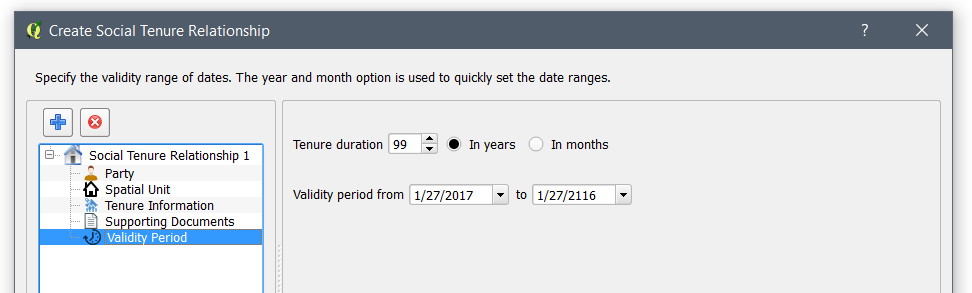 Create Social Tenure Relationship
Specify the validity range of dates. The year and month option is used to quickly set the date ranges.
Social Tenure Relationship 1
Party
Spatial Unit
Tenure Information
Supporting Documents
Validity Period
Tenure duration 99 In years In months
Validity period from 1/27/2017 to 1/27/2116